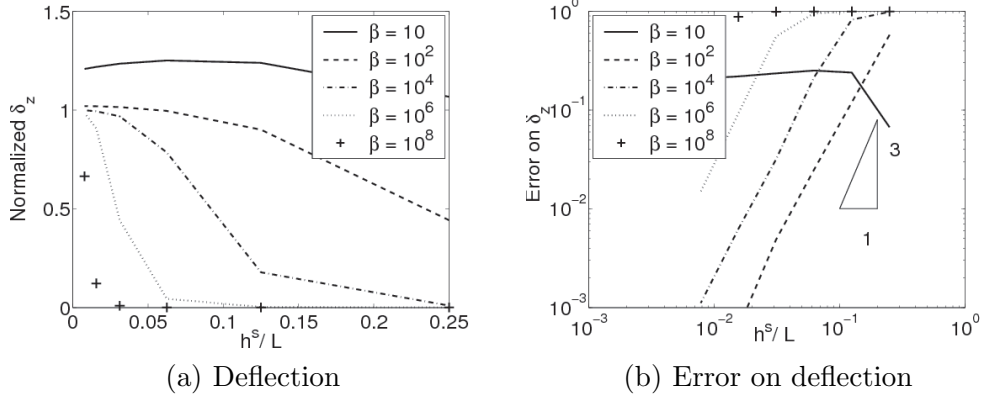 1.5
1
0.5
0
0
0.05
0.1
0.15
0.2
0.25
Normalized δ_z
h^s/ L
β = 10
β = 10^2
β = 10^4
β = 10^6
β = 10^8
(a) Deflection
10^0
10^-1
10^-2
10^-3
10^-3
10^-2
10^-1
10^0
Error on δ_z
h^s/ L
β = 10
β = 10^2
β = 10^4
β = 10^6
β = 10^8
3
1
(b) Error on deflection